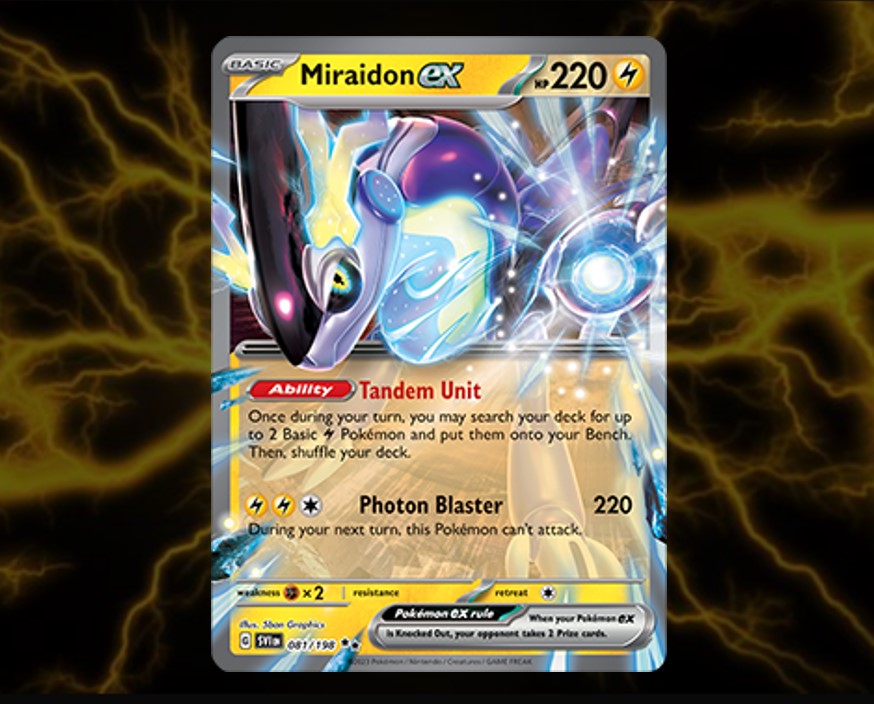 BASIC Miraidon ex HP 220
Ability Tandem Unit
Once during your turn, you may search your deck for up
to 2 Basic Pokémon and put them onto your Bench.
Then, shuffle your deck.
Photon Blaster 220
During your next turn, this Pokémon can't attack.
weakness ×2 resistance retreat
Pokémon ex rule When your Pokémon ex
is Knocked Out, your opponent takes 2 Prize cards.
Illus. 5ban Graphics
G SVI EN 081/198
©2023 Pokémon / Nintendo / Creatures / GAME FREAK